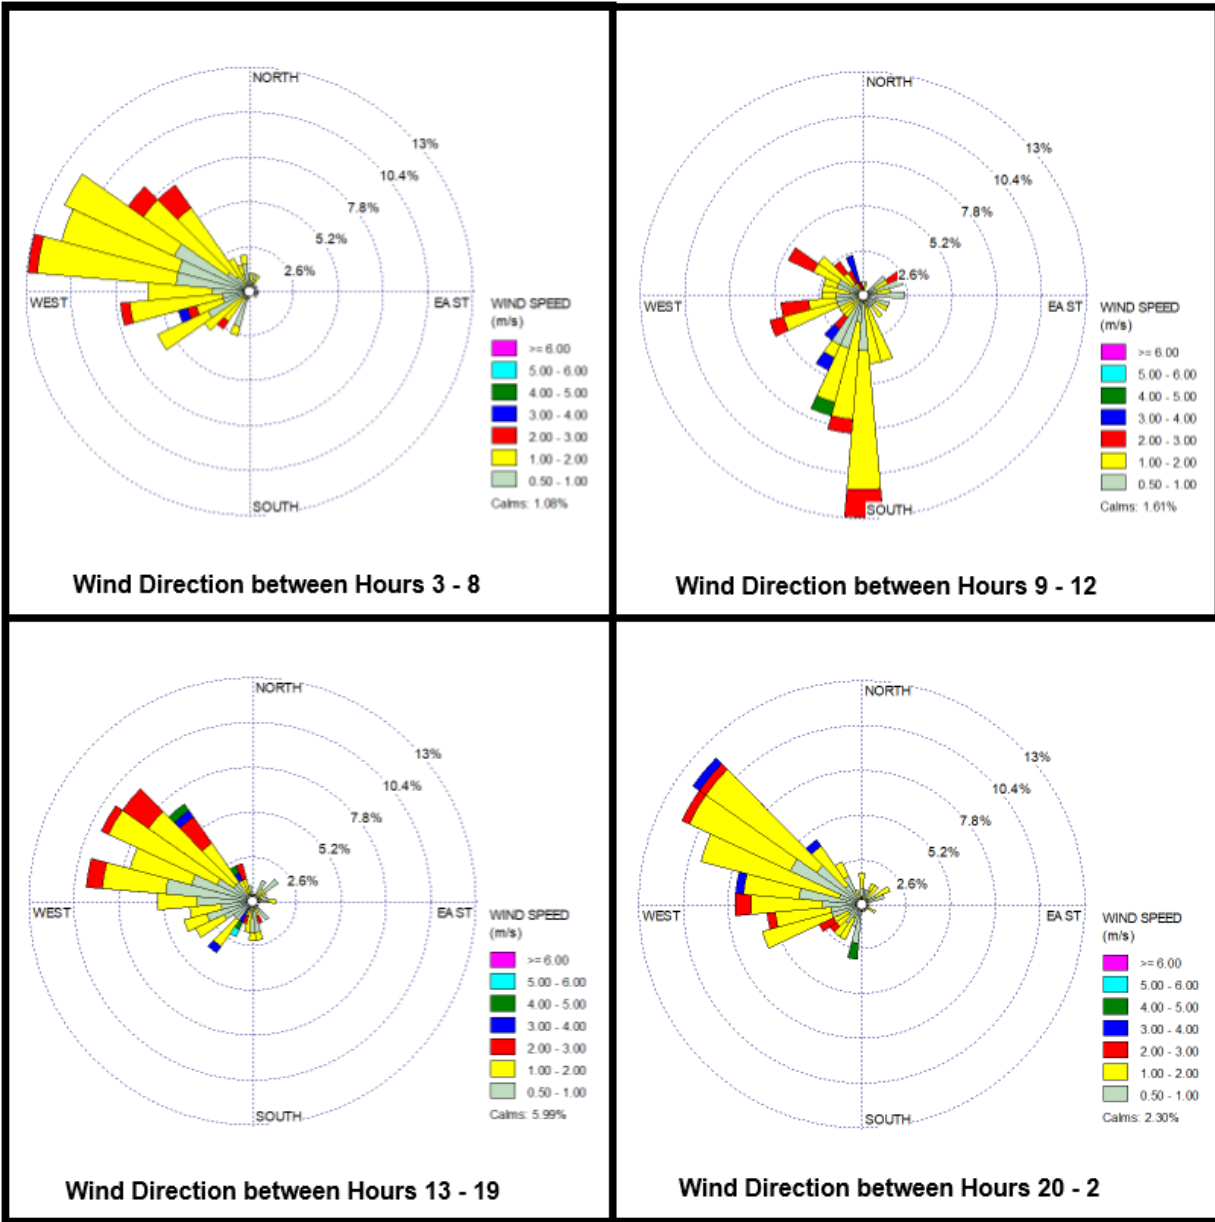 NORTH
13%
10.4%
7.8%
5.2%
2.6%
WEST
EAST
WIND SPEED
(m/s)
>= 6.00
5.00 - 6.00
4.00 - 5.00
3.00 - 4.00
2.00 - 3.00
1.00 - 2.00
0.50 - 1.00
Calms: 1.08%
SOUTH
Wind Direction between Hours 3 - 8
NORTH
13%
10.4%
7.8%
5.2%
2.6%
WEST
EAST
WIND SPEED
(m/s)
>= 6.00
5.00 - 6.00
4.00 - 5.00
3.00 - 4.00
2.00 - 3.00
1.00 - 2.00
0.50 - 1.00
Calms: 1.61%
SOUTH
Wind Direction between Hours 9 - 12
NORTH
13%
10.4%
7.8%
5.2%
2.6%
WEST
EAST
WIND SPEED
(m/s)
>= 6.00
5.00 - 6.00
4.00 - 5.00
3.00 - 4.00
2.00 - 3.00
1.00 - 2.00
0.50 - 1.00
Calms: 5.99%
SOUTH
Wind Direction between Hours 13 - 19
NORTH
13%
10.4%
7.8%
5.2%
2.6%
WEST
EAST
WIND SPEED
(m/s)
>= 6.00
5.00 - 6.00
4.00 - 5.00
3.00 - 4.00
2.00 - 3.00
1.00 - 2.00
0.50 - 1.00
Calms: 2.30%
SOUTH
Wind Direction between Hours 20 - 2